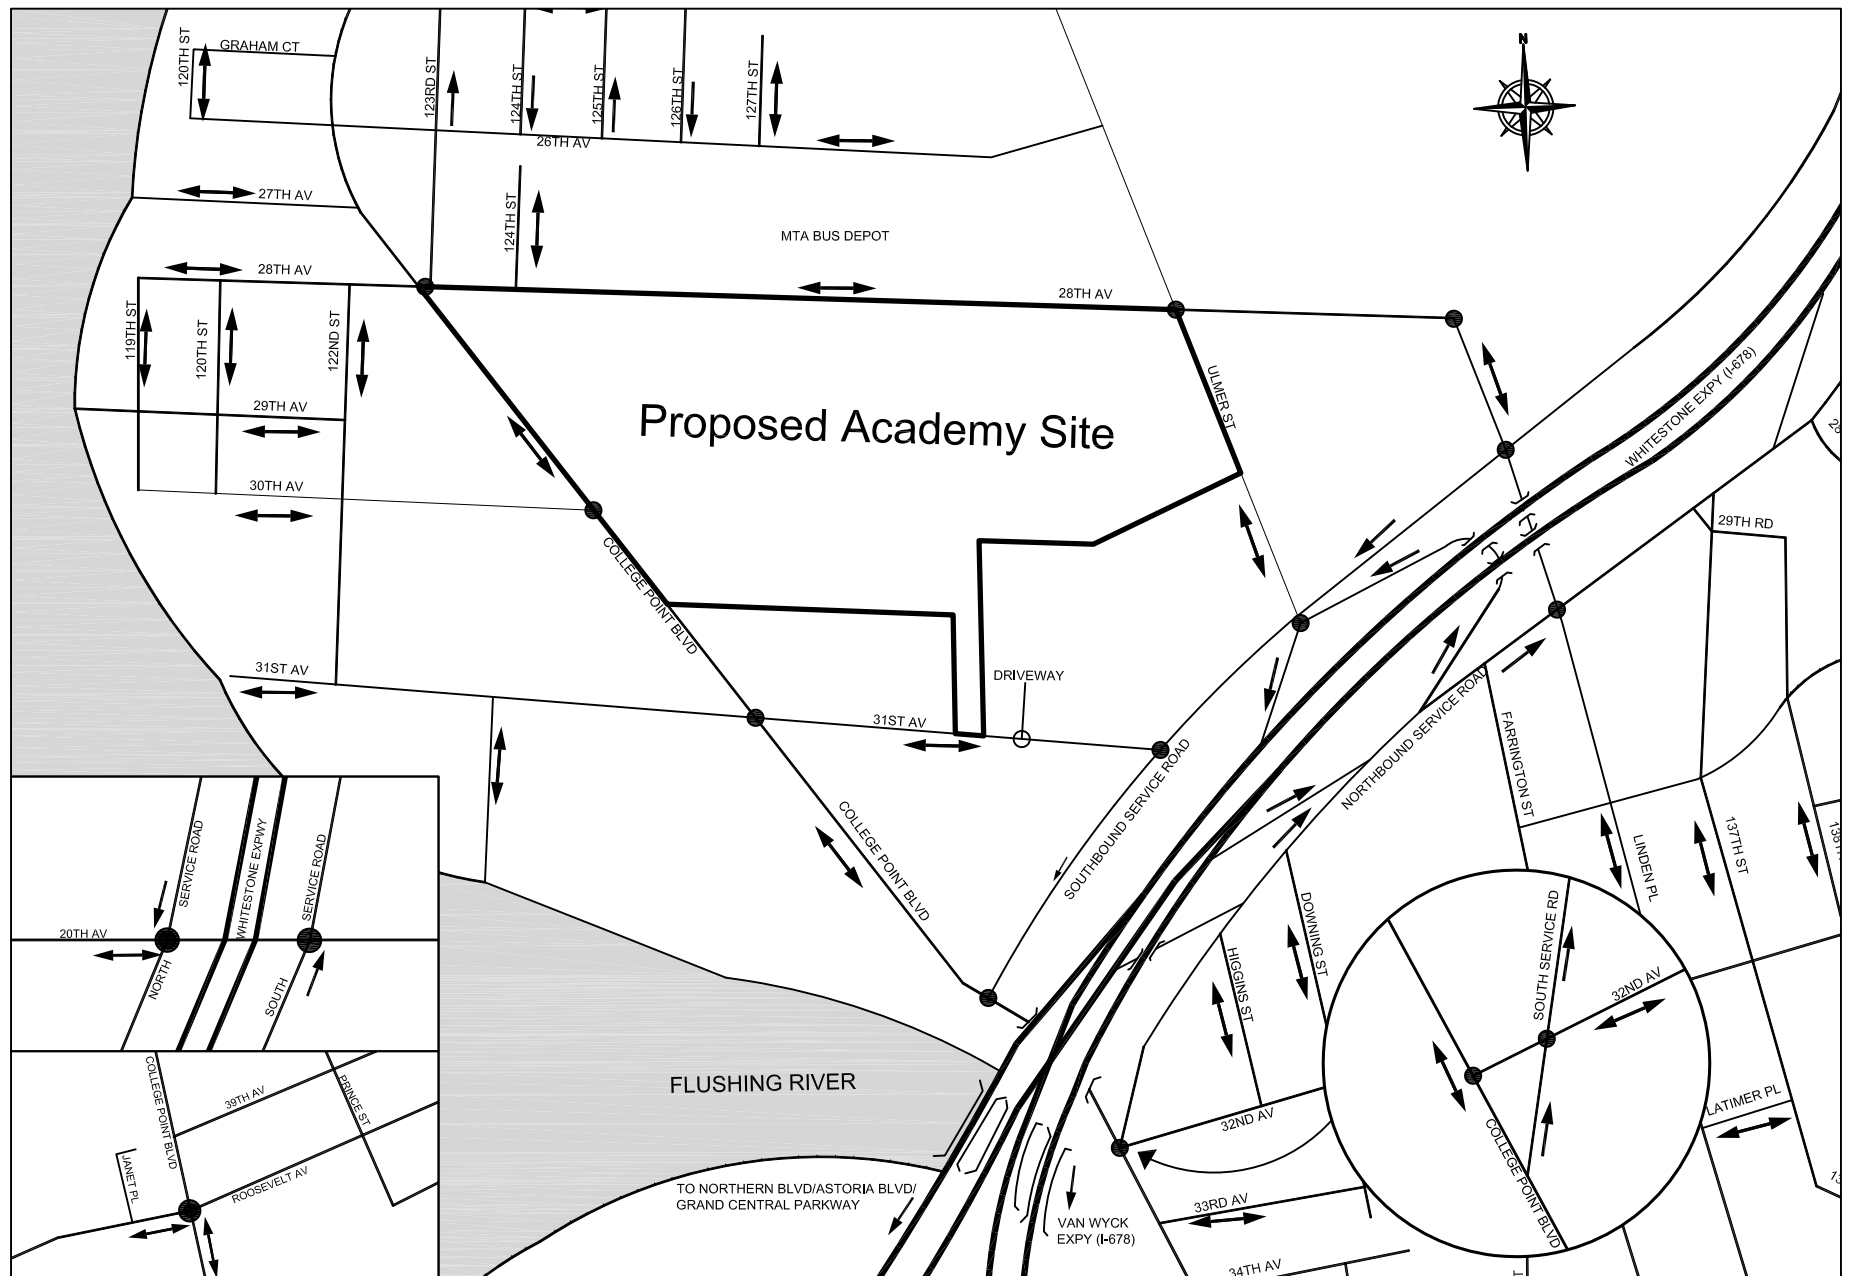 120TH ST
GRAHAM CT
123RD ST
124TH ST
125TH ST
126TH ST
127TH ST
N
26TH AV
27TH AV
124TH ST
MTA BUS DEPOT
28TH AV
28TH AV
119TH ST
120TH ST
122ND ST
ULMER ST
WHITESTONE EXPY (I-678)
29TH AV
Proposed Academy Site
28
30TH AV
29TH RD
COLLEGE POINT BLVD
31ST AV
DRIVEWAY
31ST AV
SOUTHBOUND SERVICE ROAD
NORTHBOUND SERVICE ROAD
FARRINGTON ST
COLLEGE POINT BLVD
LINDEN PL
137TH ST
138TH
SERVICE ROAD
WHITESTONE EXPWY
SERVICE ROAD
20TH AV
NORTH
SOUTH
DOWNING ST
HIGGINS ST
SOUTH SERVICE RD
32ND AV
COLLEGE POINT BLVD
39TH AV
PRINCE ST
JANET PL
ROOSEVELT AV
FLUSHING RIVER
32ND AV
LATIMER PL
COLLEGE POINT BLVD
TO NORTHERN BLVD/ASTORIA BLVD/
GRAND CENTRAL PARKWAY
33RD AV
VAN WYCK
EXPY (I-678)
34TH AV
T
13